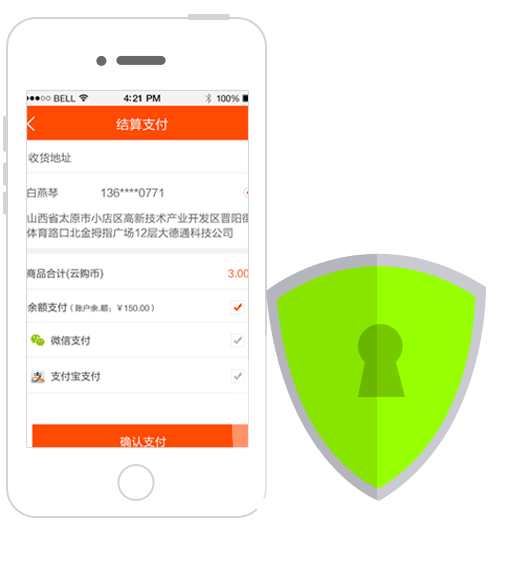 BELL 4:21 PM 100%
结算支付
收货地址
白燕琴 136****0771
山西省太原市小店区高新技术产业开发区晋阳街
体育路口北金拇指广场12层大德通科技公司
商品合计(云购币) 3.00
余额支付 ( 账户余.额：￥150.00 )
微信支付
支付宝支付
确认支付